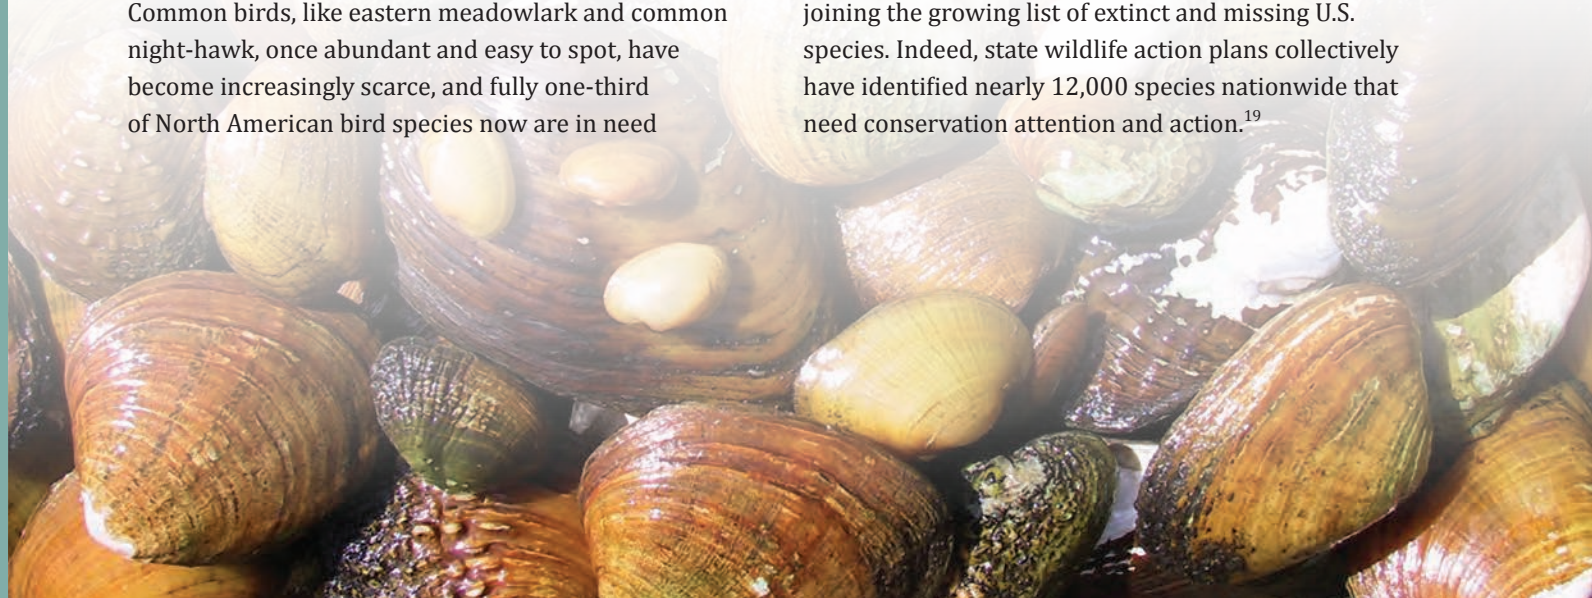 Common birds, like eastern meadowlark and common
night-hawk, once abundant and easy to spot, have
become increasingly scarce, and fully one-third
of North American bird species now are in need
joining the growing list of extinct and missing U.S.
species. Indeed, state wildlife action plans collectively
have identified nearly 12,000 species nationwide that
need conservation attention and action.19